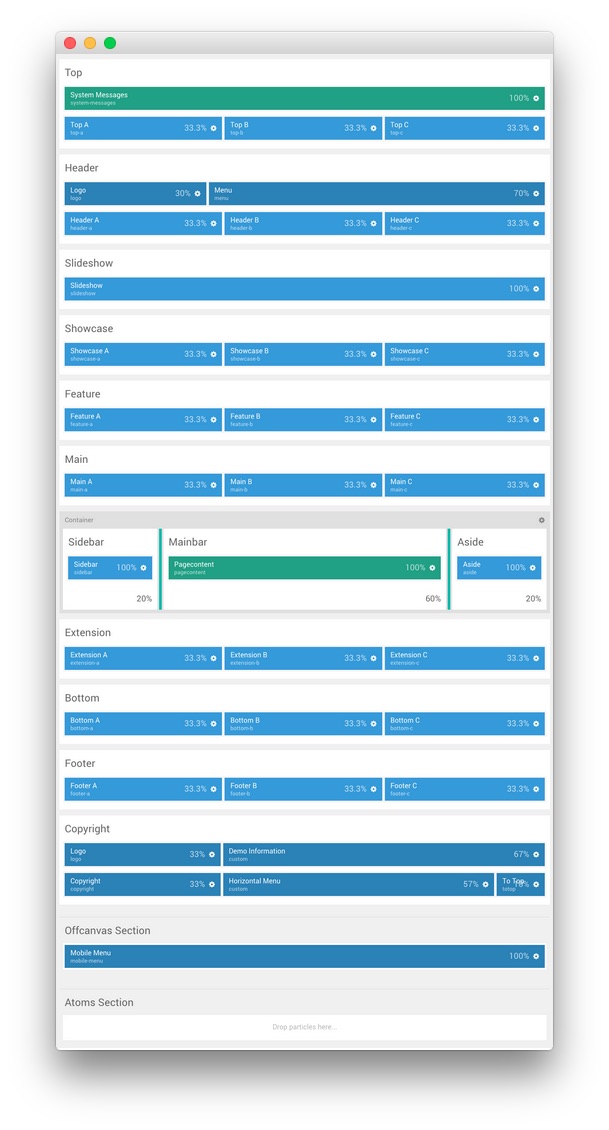 Top
System Messages 100%
system-messages
Top A 33.3% Top B 33.3% Top C 33.3%
top-a top-b top-c
Header
Logo 30% Menu 70%
logo menu
Header A 33.3% Header B 33.3% Header C 33.3%
header-a header-b header-c
Slideshow
Slideshow 100%
slideshow
Showcase
Showcase A 33.3% Showcase B 33.3% Showcase C 33.3%
showcase-a showcase-b showcase-c
Feature
Feature A 33.3% Feature B 33.3% Feature C 33.3%
feature-a feature-b feature-c
Main
Main A 33.3% Main B 33.3% Main C 33.3%
main-a main-b main-c
Container
Sidebar Mainbar Aside
Sidebar 100% Pagecontent 100% Aside 100%
sidebar pagecontent aside
20% 60% 20%
Extension
Extension A 33.3% Extension B 33.3% Extension C 33.3%
extension-a extension-b extension-c
Bottom
Bottom A 33.3% Bottom B 33.3% Bottom C 33.3%
bottom-a bottom-b bottom-c
Footer
Footer A 33.3% Footer B 33.3% Footer C 33.3%
footer-a footer-b footer-c
Copyright
Logo 33% Demo Information 67%
logo custom
Copyright 33% Horizontal Menu 57% To Top
copyright custom totop
Offcanvas Section
Mobile Menu 100%
mobile-menu
Atoms Section
Drop particles here...